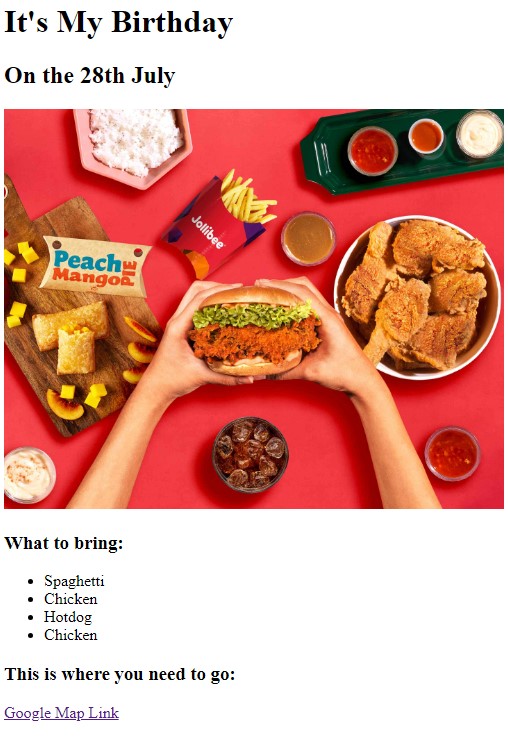 It's My Birthday
On the 28th July
Jollibee
Peach
Mango
PIE
What to bring:
Spaghetti
Chicken
Hotdog
Chicken
This is where you need to go:
Google Map Link